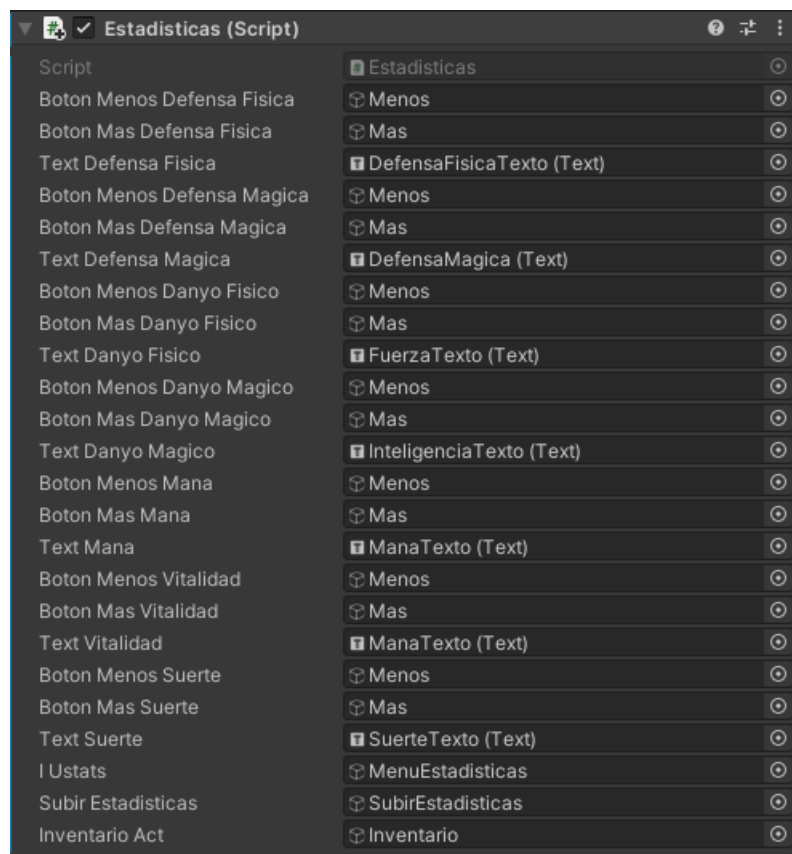 Estadisticas (Script)
Script Estadisticas
Boton Menos Defensa Fisica Menos
Boton Mas Defensa Fisica Mas
Text Defensa Fisica DefensaFisicaTexto (Text)
Boton Menos Defensa Magica Menos
Boton Mas Defensa Magica Mas
Text Defensa Magica DefensaMagica (Text)
Boton Menos Danyo Fisico Menos
Boton Mas Danyo Fisico Mas
Text Danyo Fisico FuerzaTexto (Text)
Boton Menos Danyo Magico Menos
Boton Mas Danyo Magico Mas
Text Danyo Magico InteligenciaTexto (Text)
Boton Menos Mana Menos
Boton Mas Mana Mas
Text Mana ManaTexto (Text)
Boton Menos Vitalidad Menos
Boton Mas Vitalidad Mas
Text Vitalidad ManaTexto (Text)
Boton Menos Suerte Menos
Boton Mas Suerte Mas
Text Suerte SuerteTexto (Text)
I Ustats MenuEstadisticas
Subir Estadisticas SubirEstadisticas
Inventario Act Inventario